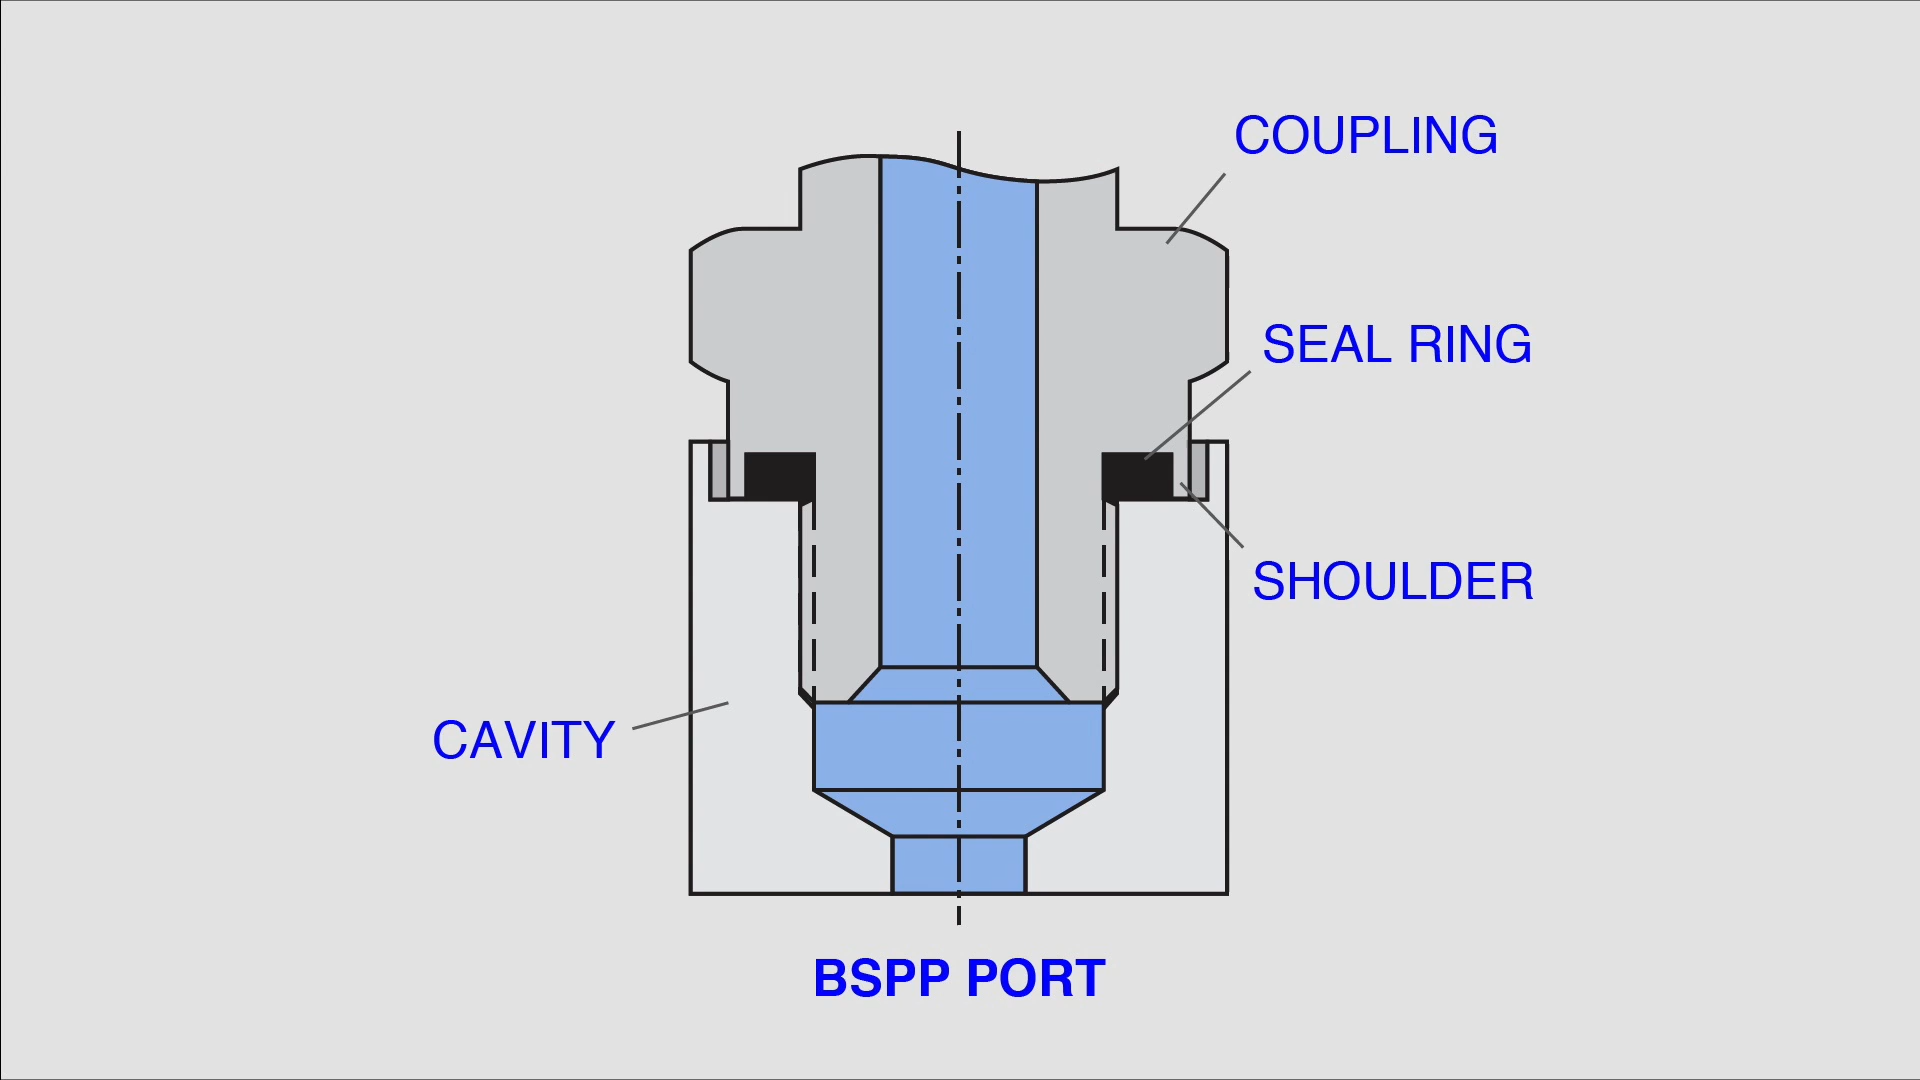 COUPLING
SEAL RING
SHOULDER
CAVITY
BSPP PORT